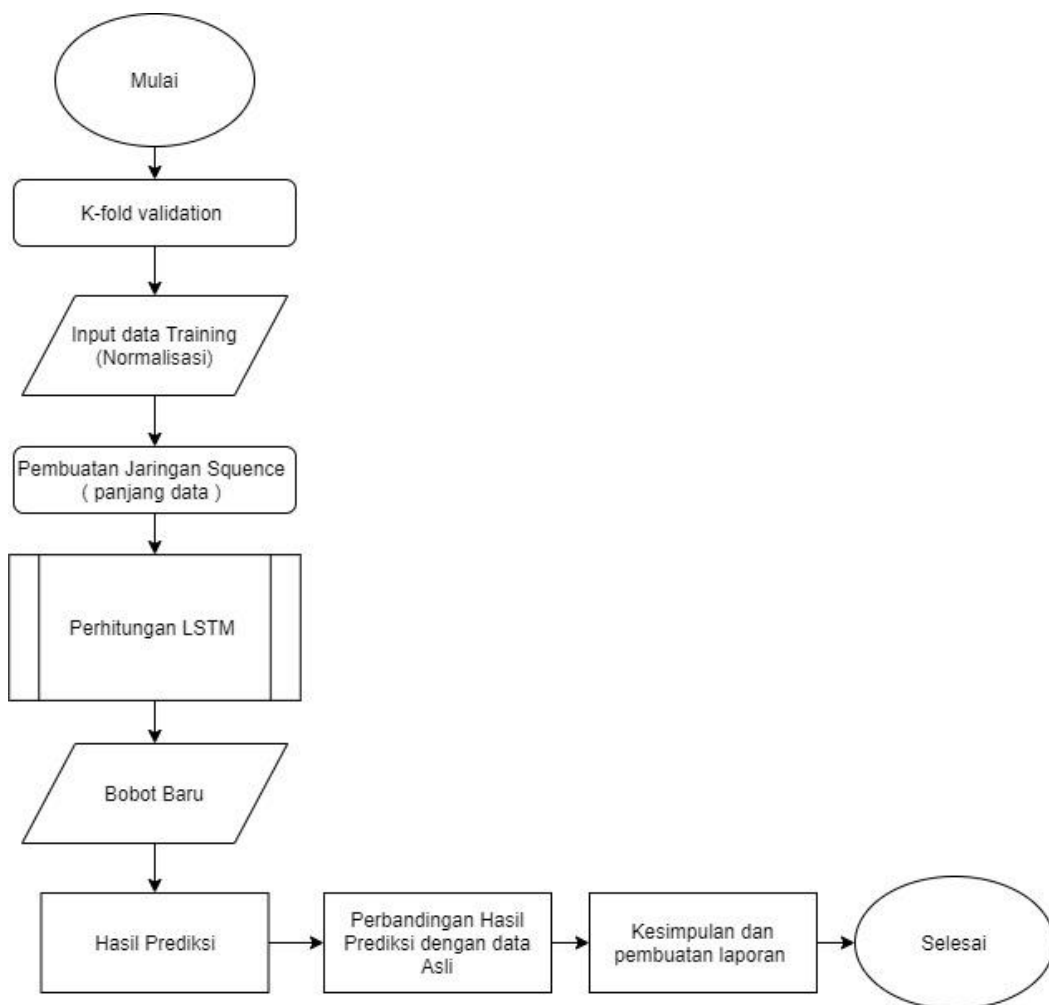 Mulai
K-fold validation
Input data Training
(Normalisasi)
Pembuatan Jaringan Squence
( panjang data )
Perhitungan LSTM
Bobot Baru
Hasil Prediksi
Perbandingan Hasil
Prediksi dengan data
Asli
Kesimpulan dan
pembuatan laporan
Selesai